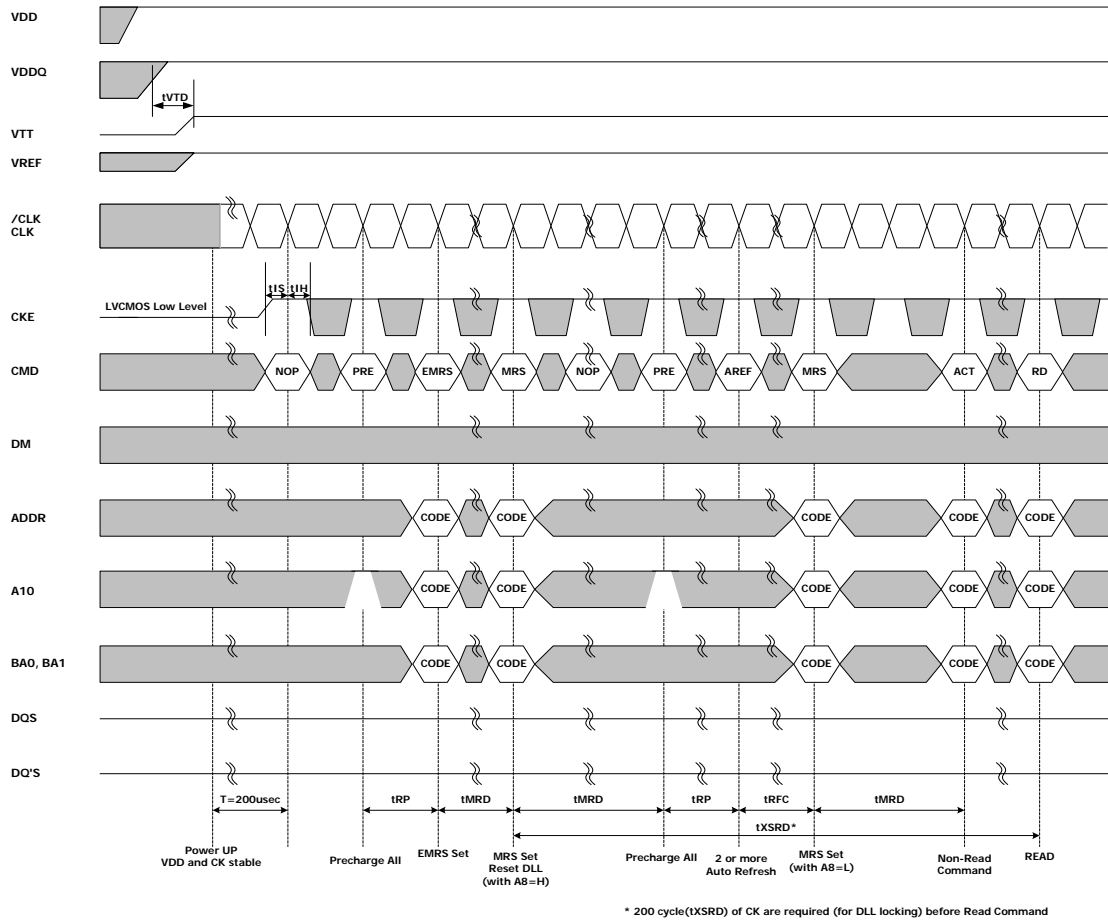 VDD
VDDQ
tVTD
VTT
VREF
/CLK
CLK
tIS tIH
LVCMOS Low Level
CKE
CMD
NOP PRE EMRS MRS NOP PRE AREF MRS ACT RD
DM
ADDR
CODE CODE CODE CODE CODE
A10
CODE CODE CODE CODE CODE
BA0, BA1
CODE CODE CODE CODE CODE
DQS
DQ'S
T=200usec tRP tMRD tMRD tRP tRFC tMRD
tXSRD*
Power UP
VDD and CK stable
Precharge All
EMRS Set
MRS Set
Reset DLL
(with A8=H)
Precharge All
2 or more
Auto Refresh
MRS Set
(with A8=L)
Non-Read
Command
READ
* 200 cycle(tXSRD) of CK are required (for DLL locking) before Read Command